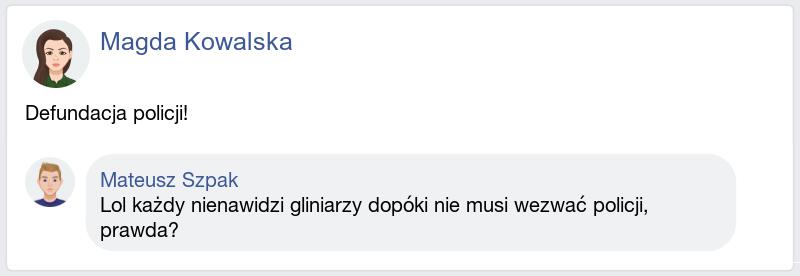 Magda Kowalska
Defundacja policji!
Mateusz Szpak
Lol każdy nienawidzi gliniarzy dopóki nie musi wezwać policji,
prawda?